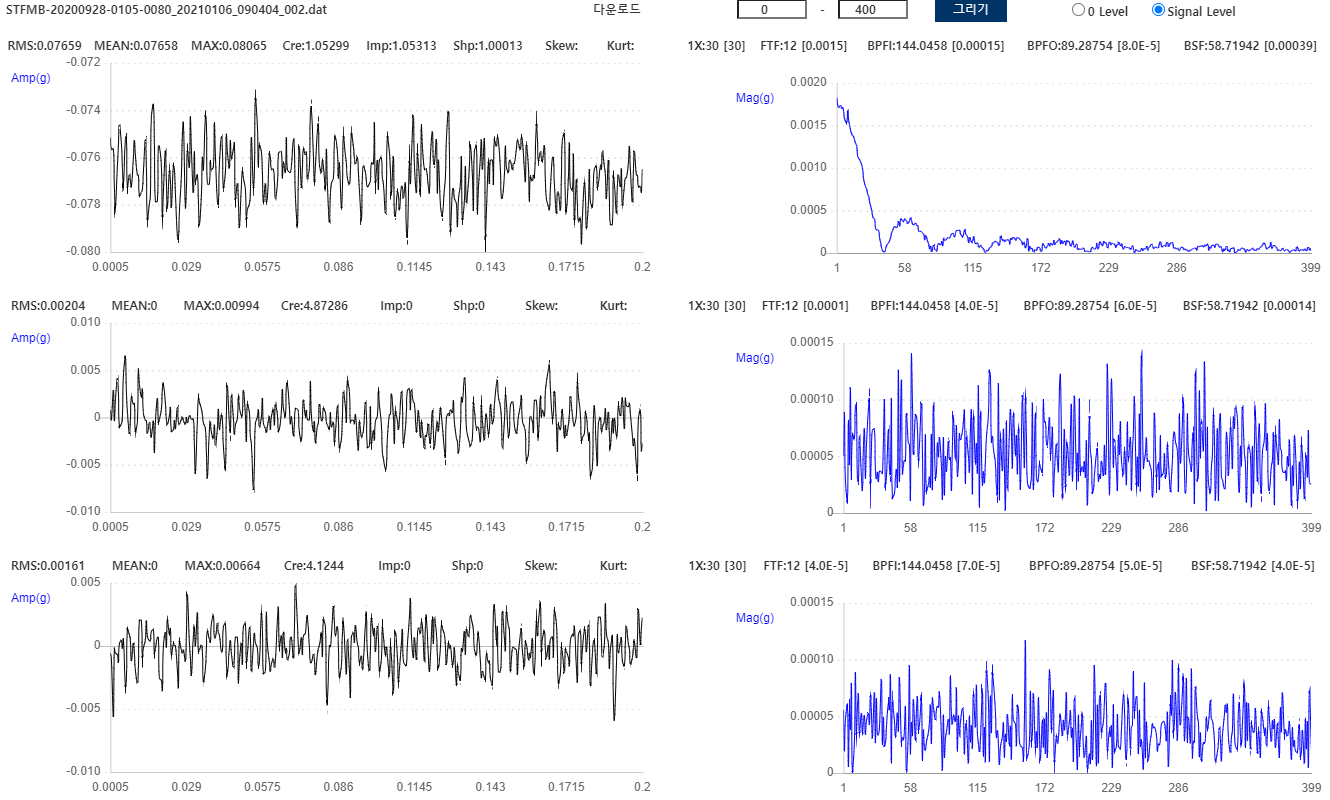 STFMB-20200928-0105-0080_20210106_090404_002.dat 다운로드 0 - 400 그리기 0 Level Signal Level
RMS:0.07659 MEAN:0.07658 MAX:0.08065 Cre:1.05299 Imp:1.05313 Shp:1.00013 Skew: Kurt:
Amp(g)
-0.072
-0.074
-0.076
-0.078
-0.080
0.0005 0.029 0.0575 0.086 0.1145 0.143 0.1715 0.2
1X:30 [30] FTF:12 [0.0015] BPFI:144.0458 [0.00015] BPFO:89.28754 [8.0E-5] BSF:58.71942 [0.00039]
Mag(g)
0.0020
0.0015
0.0010
0.0005
0
1 58 115 172 229 286 399
RMS:0.00204 MEAN:0 MAX:0.00994 Cre:4.87286 Imp:0 Shp:0 Skew: Kurt:
Amp(g)
0.010
0.005
0
-0.005
-0.010
0.0005 0.029 0.0575 0.086 0.1145 0.143 0.1715 0.2
1X:30 [30] FTF:12 [0.0001] BPFI:144.0458 [4.0E-5] BPFO:89.28754 [6.0E-5] BSF:58.71942 [0.00014]
Mag(g)
0.00015
0.00010
0.00005
0
1 58 115 172 229 286 399
RMS:0.00161 MEAN:0 MAX:0.00664 Cre:4.1244 Imp:0 Shp:0 Skew: Kurt:
Amp(g)
0.005
0
-0.005
-0.010
0.0005 0.029 0.0575 0.086 0.1145 0.143 0.1715 0.2
1X:30 [30] FTF:12 [4.0E-5] BPFI:144.0458 [7.0E-5] BPFO:89.28754 [5.0E-5] BSF:58.71942 [4.0E-5]
Mag(g)
0.00015
0.00010
0.00005
0
1 58 115 172 229 286 399